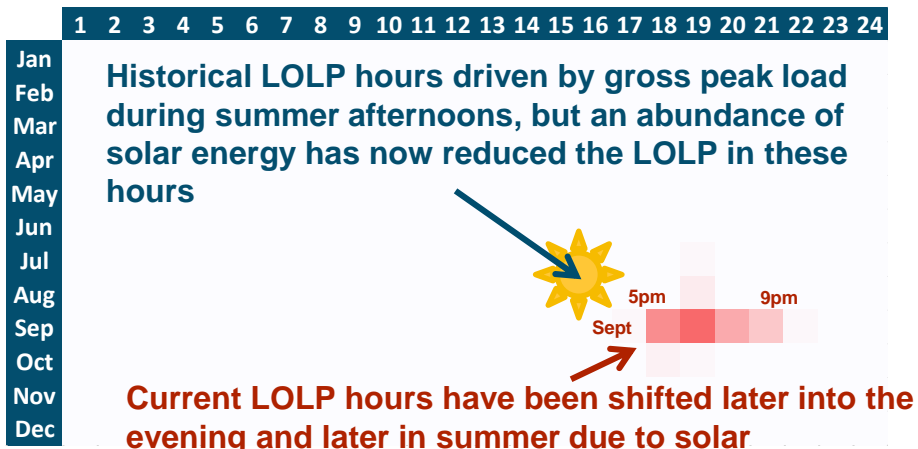 1 2 3 4 5 6 7 8 9 10 11 12 13 14 15 16 17 18 19 20 21 22 23 24
Jan
Feb
Mar
Apr
May
Jun
Jul
Aug
Sep
Oct
Nov
Dec
Historical LOLP hours driven by gross peak load
during summer afternoons, but an abundance of
solar energy has now reduced the LOLP in these
hours
5pm
9pm
Sept
Current LOLP hours have been shifted later into the
evening and later in summer due to solar